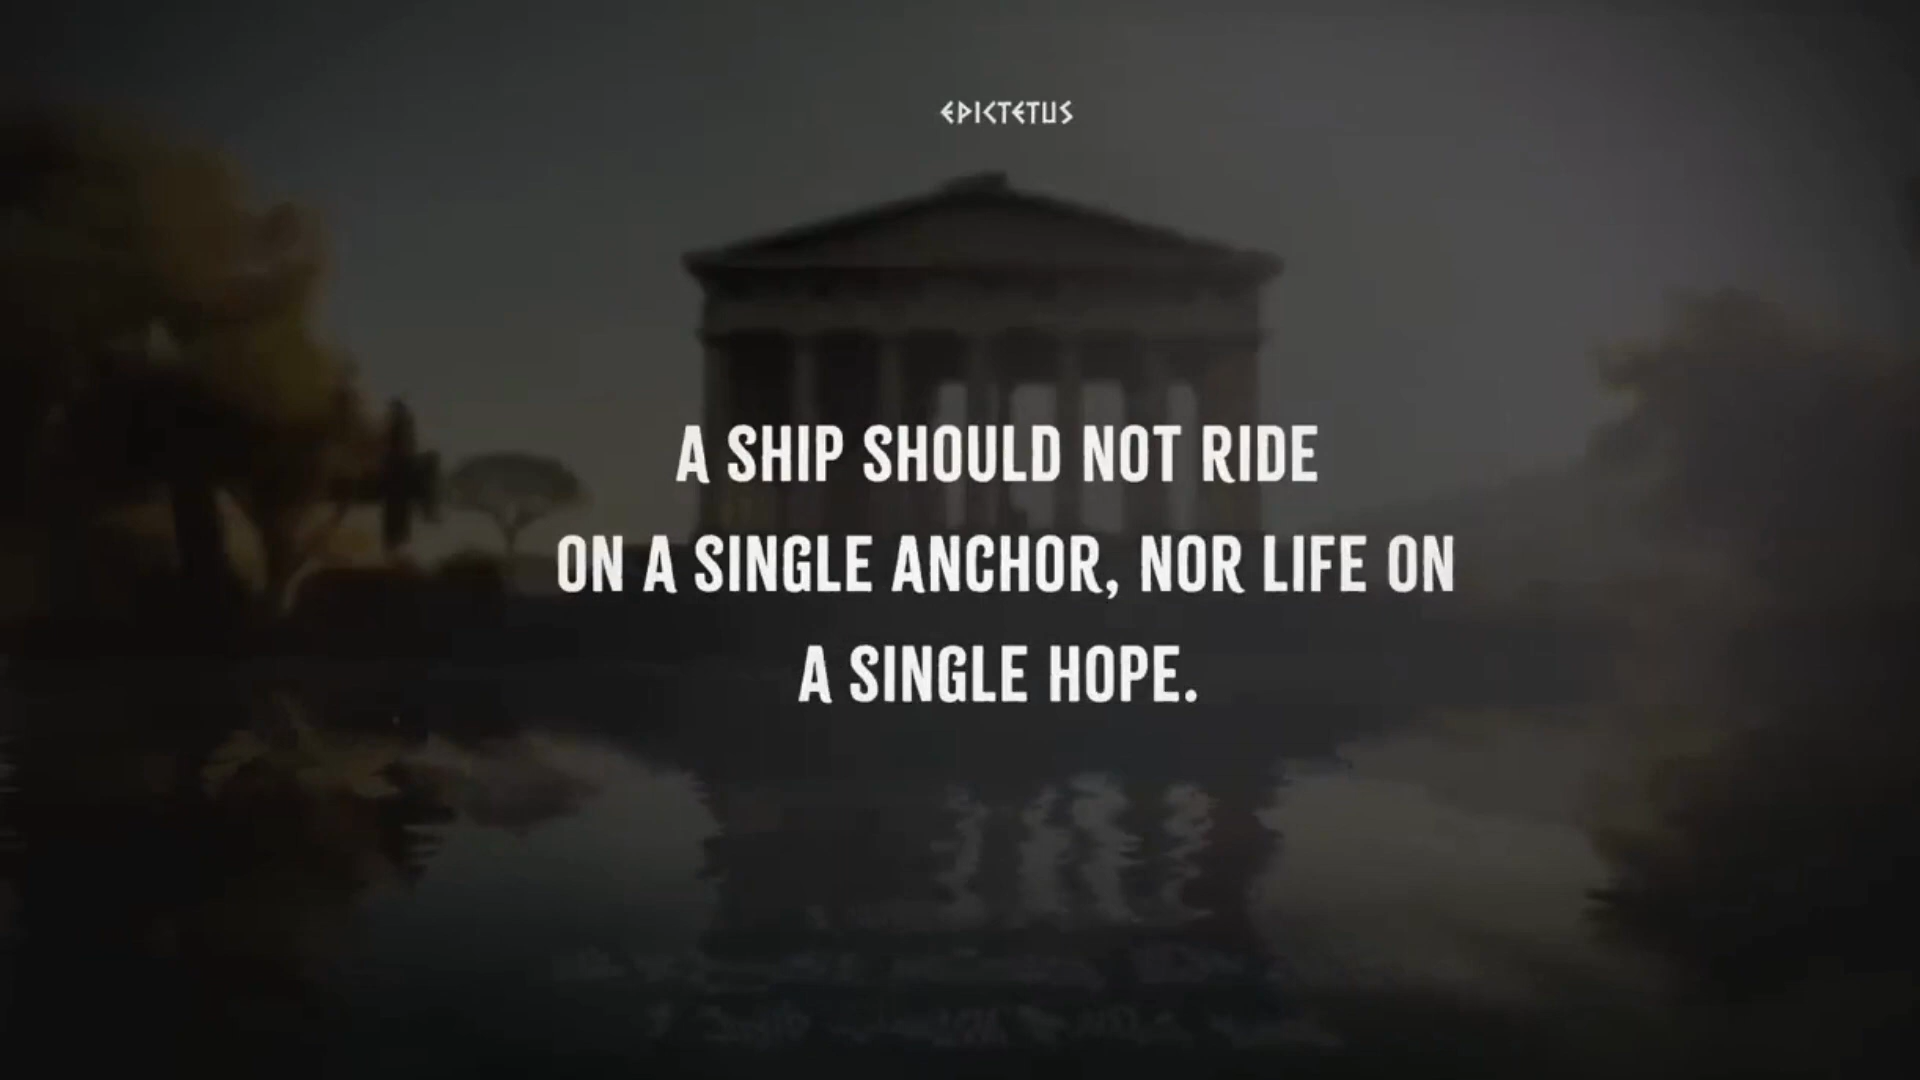 EPICTETUS
A SHIP SHOULD NOT RIDE
ON A SINGLE ANCHOR, NOR LIFE ON
A SINGLE HOPE.